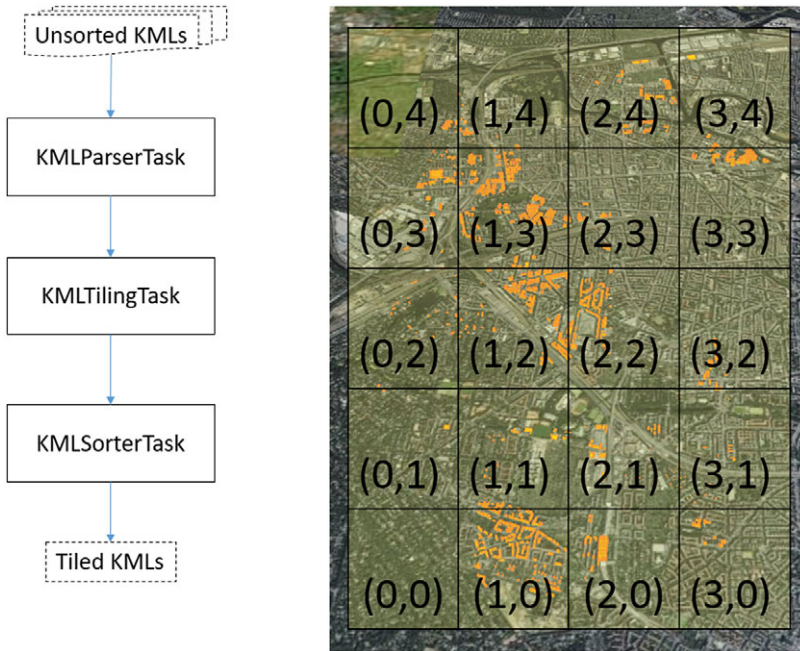 Unsorted KMLs
KMLParserTask
KMLTilingTask
KMLSorterTask
Tiled KMLs
(0,4) (1,4) (2,4) (3,4)
(0,3) (1,3) (2,3) (3,3)
(0,2) (1,2) (2,2) (3,2)
(0,1) (1,1) (2,1) (3,1)
(0,0) (1,0) (2,0) (3,0)